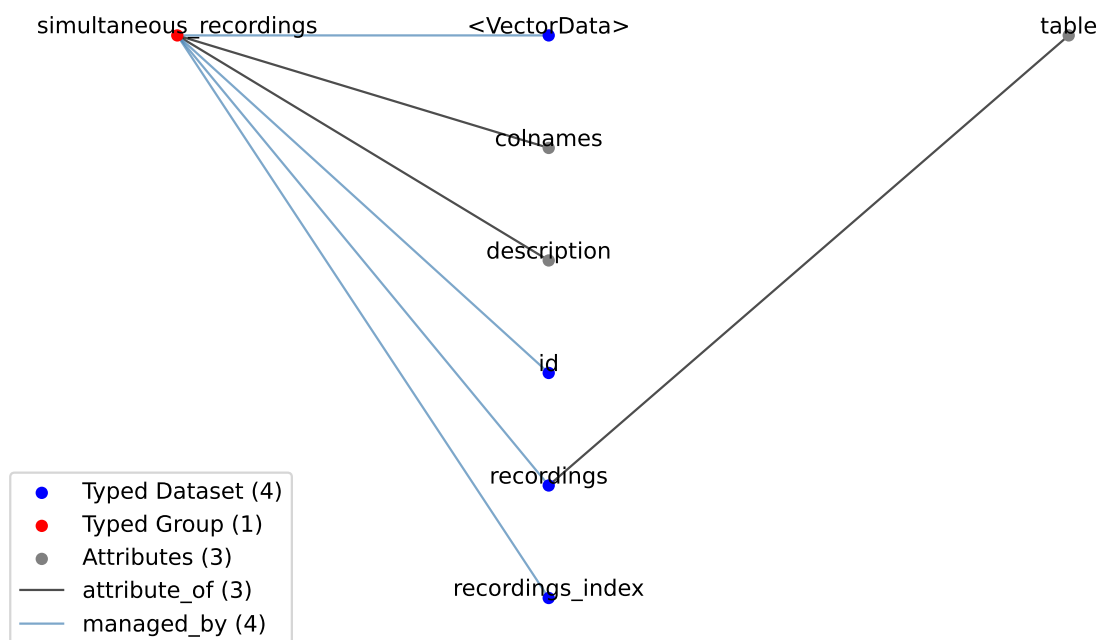 simultaneous_recordings
<VectorData>
table
colnames
description
id
recordings
recordings_index
Typed Dataset (4)
Typed Group (1)
Attributes (3)
attribute_of (3)
managed_by (4)